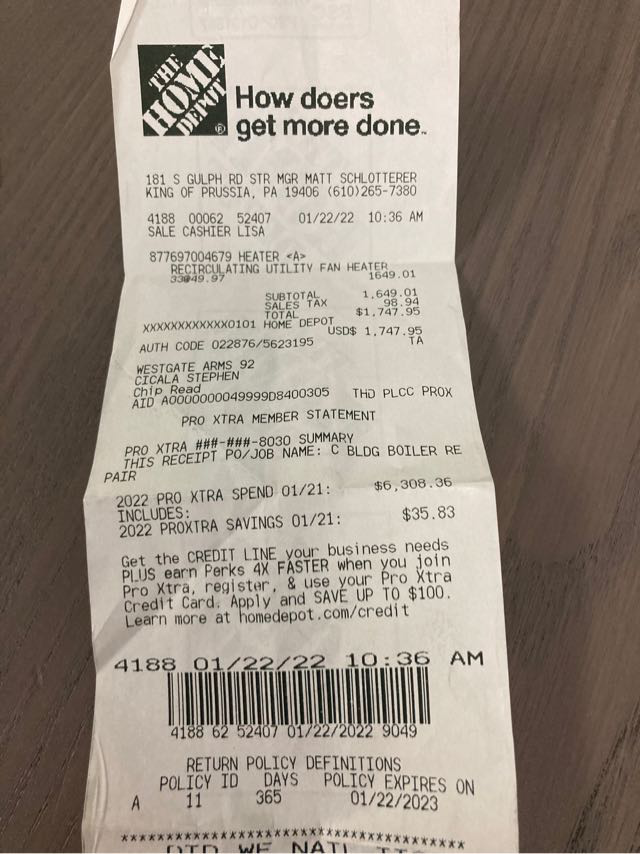 THE
HOME
DEPOT
®
How doers
get more done™
181 S GULPH RD STR MGR MATT SCHLOTTERER
KING OF PRUSSIA, PA 19406 (610)265-7380
4188 00062 52407 01/22/22 10:36 AM
SALE CASHIER LISA
877697004679 HEATER <A>
RECIRCULATING UTILITY FAN HEATER
33@49.97 1649.01
SUBTOTAL 1,649.01
SALES TAX 98.94
TOTAL $1,747.95
XXXXXXXXXXXX0101 HOME DEPOT
USD$ 1,747.95
AUTH CODE 022876/5623195 TA
WESTGATE ARMS 92
CICALA STEPHEN
Chip Read
AID A0000000049999D8400305 THD PLCC PROX
PRO XTRA MEMBER STATEMENT
PRO XTRA ###-###-8030 SUMMARY
THIS RECEIPT PO/JOB NAME: C BLDG BOILER RE
PAIR
2022 PRO XTRA SPEND 01/21: $6,308.36
INCLUDES:
2022 PROXTRA SAVINGS 01/21: $35.83
Get the CREDIT LINE your business needs
PLUS earn Perks 4X FASTER when you join
Pro Xtra, register, & use your Pro Xtra
Credit Card. Apply and SAVE UP TO $100.
Learn more at homedepot.com/credit
4188 01/22/22 10:36 AM
4188 62 52407 01/22/2022 9049
RETURN POLICY DEFINITIONS
POLICY ID DAYS POLICY EXPIRES ON
A 11 365 01/22/2023
******************************************
DID WE NAIL